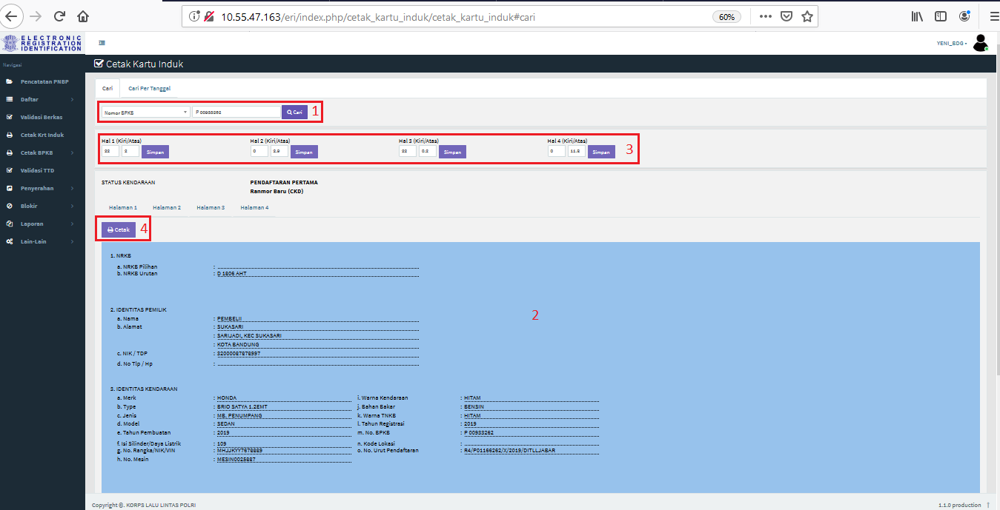 10.55.47.163/eri/index.php/cetak_kartu_induk/cetak_kartu_induk#cari
60%
ELECTRONIC
REGISTRATION
IDENTIFICATION
YENI_BDG
Navigasi
Cetak Kartu Induk
Pencatatan PNBP
Daftar
Validasi Berkas
Cetak Krt Induk
Cetak BPKB
Validasi TTD
Penyerahan
Blokir
Laporan
Lain-Lain
Cari Cari Per Tanggal
Nomor BPKB P 00933262 Cari 1
Hal 1 (Kiri/Atas) Hal 2 (Kiri/Atas) Hal 3 (Kiri/Atas) Hal 4 (Kiri/Atas)
22 2 Simpan 0 2.8 Simpan 22 0.2 Simpan 0 11.8 Simpan 3
STATUS KENDARAAN PENDAFTARAN PERTAMA
Ranmor Baru (CKD)
Halaman 1 Halaman 2 Halaman 3 Halaman 4
Cetak 4
1. NRKB
a. NRKB Pilihan :
b. NRKB Urutan : D 1806 AHT
2. IDENTITAS PEMILIK
2
a. Nama : PEMBELII
b. Alamat : SUKASARI
: SARIJADI, KEC SUKASARI
: KOTA BANDUNG
c. NIK / TDP : 32000087878997
d. No Tlp / Hp :
3. IDENTITAS KENDARAAN
a. Merk : HONDA i. Warna Kendaraan : HITAM
b. Type : BRIO SATYA 1.2EMT j. Bahan Bakar : BENSIN
c. Jenis : MB. PENUMPANG k. Warna TNKB : HITAM
d. Model : SEDAN l. Tahun Registrasi : 2019
e. Tahun Pembuatan : 2019 m. No. BPKB : P 00933262
f. Isi Silinder/Daya Listrik : 109 n. Kode Lokasi :
g. No. Rangka/NIK/VIN : MHJJKYY7678889 o. No. Urut Pendaftaran : R4/P01166262/X/2019/DITLLJABAR
h. No. Mesin : MESIN0025887
Copyright ©. KORPS LALU LINTAS POLRI 1.1.0 production